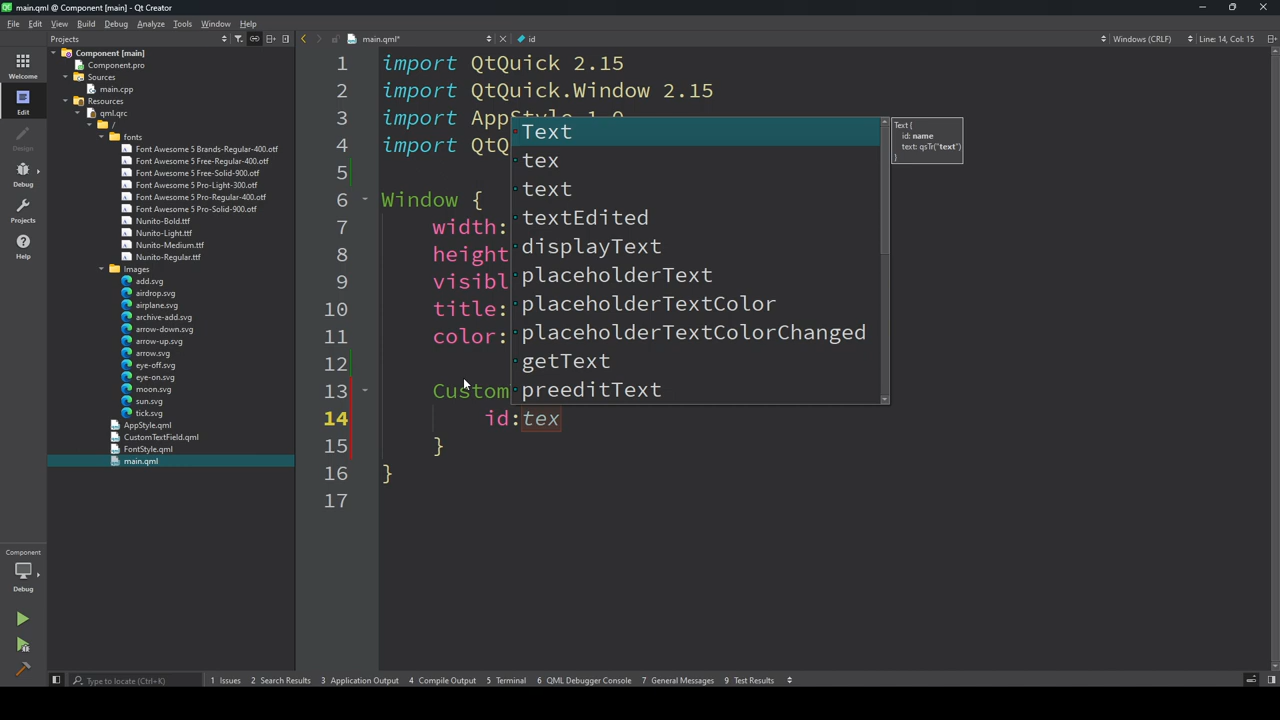 main.qml @ Component [main] - Qt Creator
File Edit View Build Debug Analyze Tools Window Help
Projects
main.qml*
id
Windows (CRLF)
Line: 14, Col: 15
Welcome
Edit
Design
Debug
Projects
Help
Component
Debug
Component [main]
Component.pro
Sources
main.cpp
Resources
qml.qrc
/
fonts
Font Awesome 5 Brands-Regular-400.otf
Font Awesome 5 Free-Regular-400.otf
Font Awesome 5 Free-Solid-900.otf
Font Awesome 5 Pro-Light-300.otf
Font Awesome 5 Pro-Regular-400.otf
Font Awesome 5 Pro-Solid-900.otf
Nunito-Bold.ttf
Nunito-Light.ttf
Nunito-Medium.ttf
Nunito-Regular.ttf
Images
add.svg
airdrop.svg
airplane.svg
archive-add.svg
arrow-down.svg
arrow-up.svg
arrow.svg
eye-off.svg
eye-on.svg
moon.svg
sun.svg
tick.svg
AppStyle.qml
CustomTextField.qml
FontStyle.qml
main.qml
1 import QtQuick 2.15
2 import QtQuick.Window 2.15
3 import AppStyle 1.0
4 import QtQ
5
6 Window {
7 width:
8 height
9 visibl
10 title:
11 color:
12
13 Custom
14 id:tex
15 }
16 }
17
Text
tex
text
textEdited
displayText
placeholderText
placeholderTextColor
placeholderTextColorChanged
getText
preeditText
Text {
id: name
text: qsTr("text")
}
Type to locate (Ctrl+K)
1 Issues 2 Search Results 3 Application Output 4 Compile Output 5 Terminal 6 QML Debugger Console 7 General Messages 9 Test Results